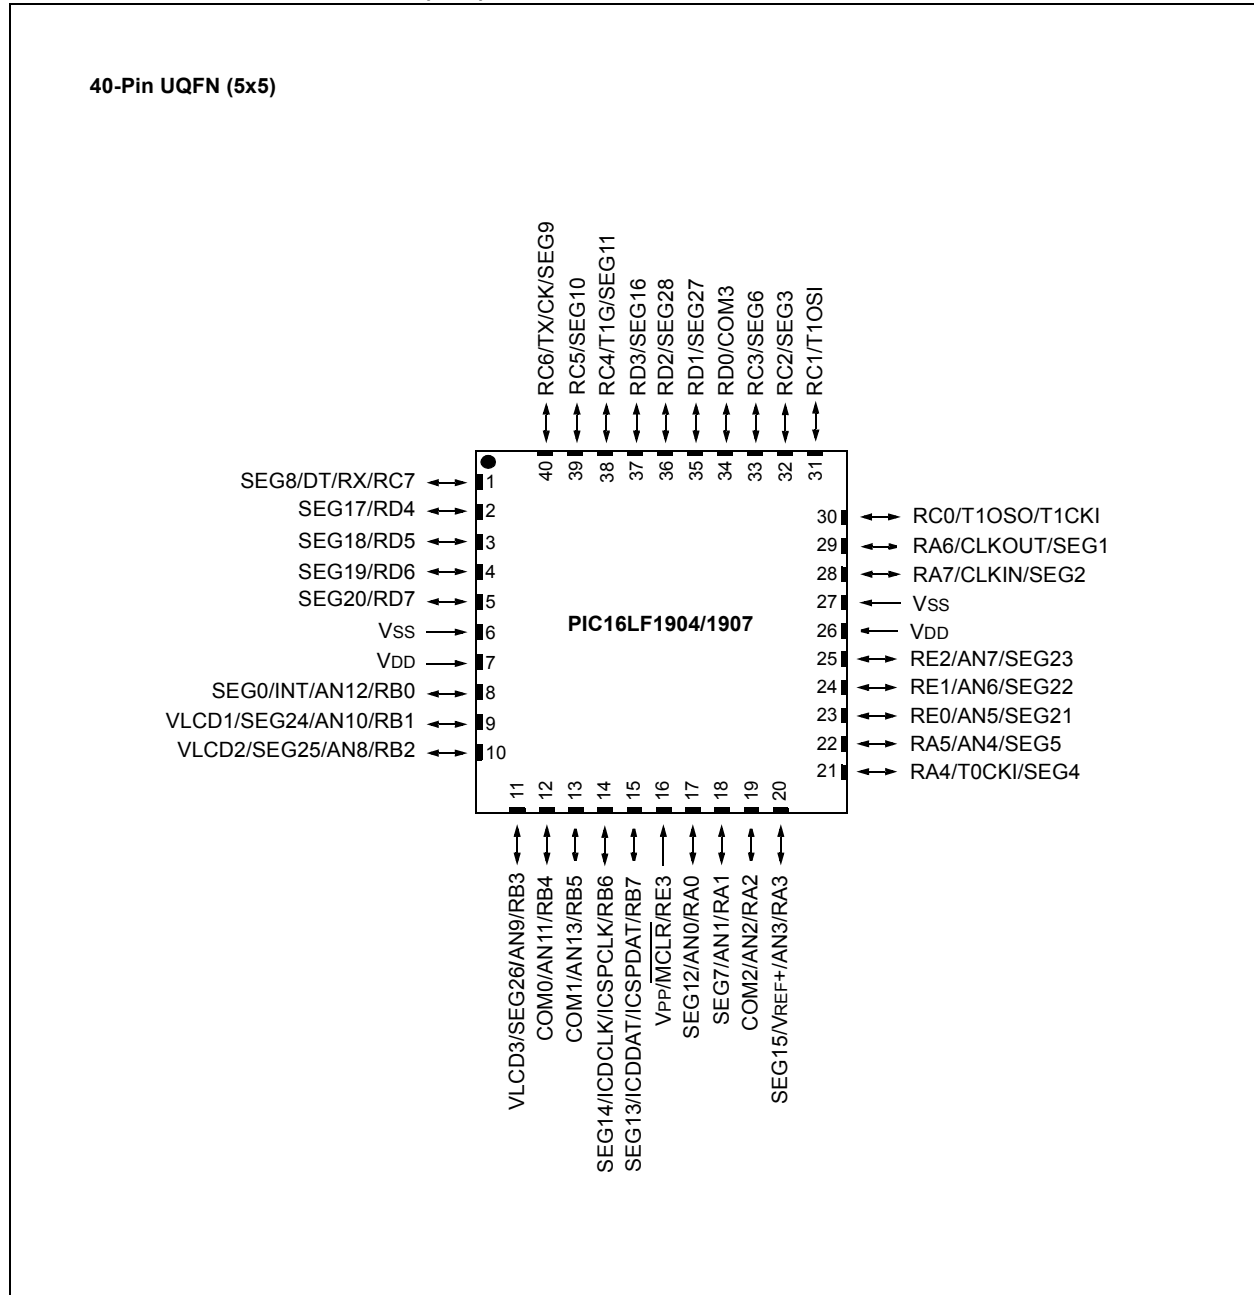 40-Pin UQFN (5x5)
RC6/TX/CK/SEG9
RC5/SEG10
RC4/T1G/SEG11
RD3/SEG16
RD2/SEG28
RD1/SEG27
RD0/COM3
RC3/SEG6
RC2/SEG3
RC1/T1OSI
40
39
38
37
36
35
34
33
32
31
SEG8/DT/RX/RC7 1
SEG17/RD4 2
SEG18/RD5 3
SEG19/RD6 4
SEG20/RD7 5
VSS 6
VDD 7
SEG0/INT/AN12/RB0 8
VLCD1/SEG24/AN10/RB1 9
VLCD2/SEG25/AN8/RB2 10
PIC16LF1904/1907
30 RC0/T1OSO/T1CKI
29 RA6/CLKOUT/SEG1
28 RA7/CLKIN/SEG2
27 VSS
26 VDD
25 RE2/AN7/SEG23
24 RE1/AN6/SEG22
23 RE0/AN5/SEG21
22 RA5/AN4/SEG5
21 RA4/T0CKI/SEG4
11
12
13
14
15
16
17
18
19
20
VLCD3/SEG26/AN9/RB3
COM0/AN11/RB4
COM1/AN13/RB5
SEG14/ICDCLK/ICSPCLK/RB6
SEG13/ICDDAT/ICSPDAT/RB7
VPP/MCLR/RE3
SEG12/AN0/RA0
SEG7/AN1/RA1
COM2/AN2/RA2
SEG15/VREF+/AN3/RA3